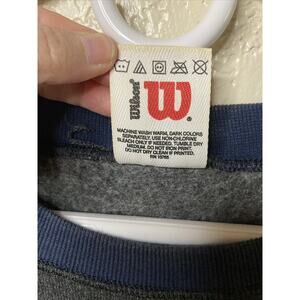 Wilson
W
MACHINE WASH WARM, DARK COLORS
SEPARATELY. USE NON-CHLORINE
BLEACH ONLY IF NEEDED. TUMBLE DRY
MEDIUM. DO NOT IRON PRINT.
DO NOT DRY CLEAN IF PRINTED.
RN 15765